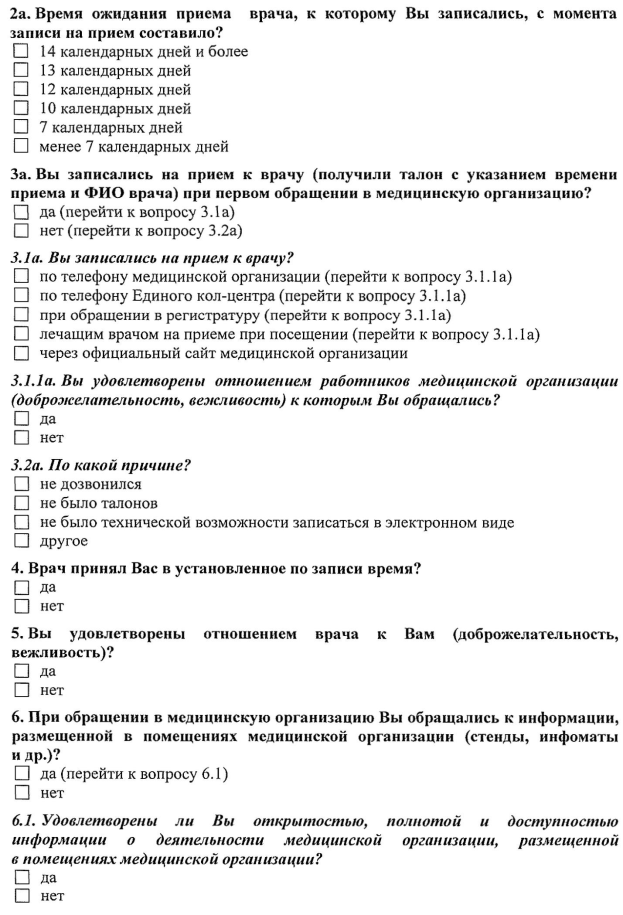 2а. Время ожидания приема врача, к которому Вы записались, с момента
записи на прием составило?
14 календарных дней и более
13 календарных дней
12 календарных дней
10 календарных дней
7 календарных дней
менее 7 календарных дней
3а. Вы записались на прием к врачу (получили талон с указанием времени
приема и ФИО врача) при первом обращении в медицинскую организацию?
да (перейти к вопросу 3.1а)
нет (перейти к вопросу 3.2а)
3.1а. Вы записались на прием к врачу?
по телефону медицинской организации (перейти к вопросу 3.1.1а)
по телефону Единого кол-центра (перейти к вопросу 3.1.1а)
при обращении в регистратуру (перейти к вопросу 3.1.1а)
лечащим врачом на приеме при посещении (перейти к вопросу 3.1.1а)
через официальный сайт медицинской организации
3.1.1а. Вы удовлетворены отношением работников медицинской организации
(доброжелательность, вежливость) к которым Вы обращались?
да
нет
3.2а. По какой причине?
не дозвонился
не было талонов
не было технической возможности записаться в электронном виде
другое
4. Врач принял Вас в установленное по записи время?
да
нет
5. Вы удовлетворены отношением врача к Вам (доброжелательность,
вежливость)?
да
нет
6. При обращении в медицинскую организацию Вы обращались к информации,
размещенной в помещениях медицинской организации (стенды, инфоматы
и др.)?
да (перейти к вопросу 6.1)
нет
6.1. Удовлетворены ли Вы открытостью, полнотой и доступностью
информации о деятельности медицинской организации, размещенной
в помещениях медицинской организации?
да
нет